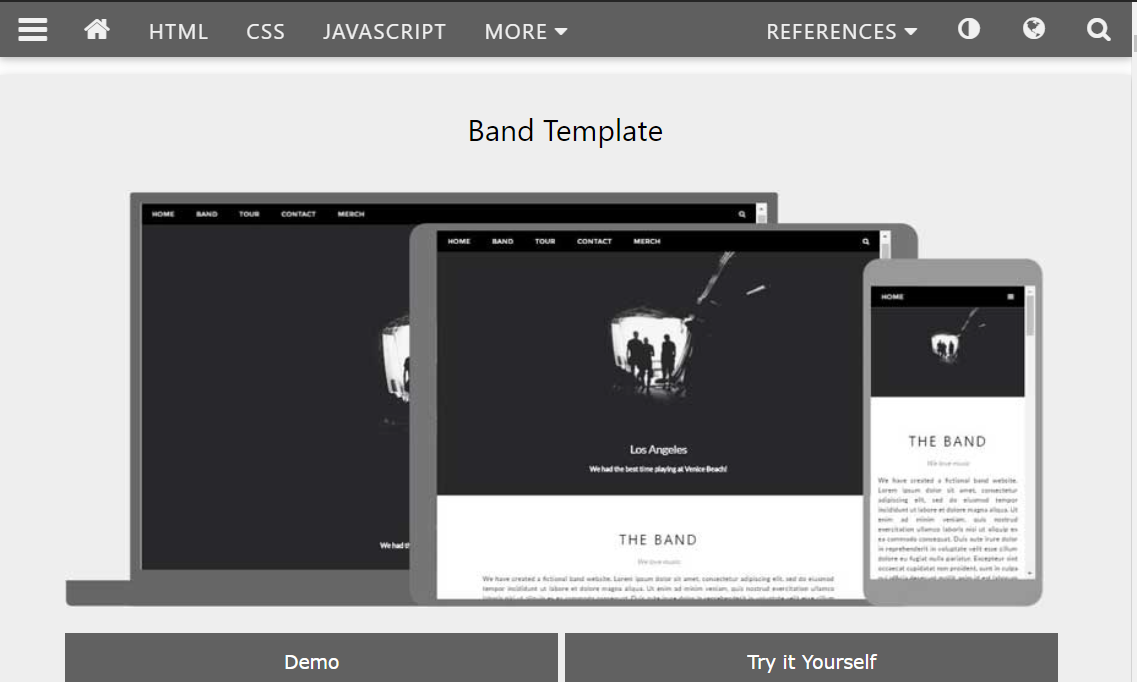 HTML CSS JAVASCRIPT MORE REFERENCES
Band Template
HOME BAND TOUR CONTACT MERCH
We had th
HOME BAND TOUR CONTACT MERCH
Los Angeles
We had the best time playing at Venice Beach!
THE BAND
We love music
We have created a fictional band website. Lorem ipsum dolor sit amet, consectetur adipiscing elit, sed do eiusmod
tempor incididunt ut labore et dolore magna aliqua. Ut enim ad minim veniam, quis nostrud
HOME
THE BAND
We love music
We have created a fictional band website.
Lorem ipsum dolor sit amet, consectetur
adipiscing elit, sed do eiusmod tempor
incididunt ut labore et dolore magna aliqua. Ut
enim ad minim veniam, quis nostrud
exercitation ullamco laboris nisi ut aliquip ex
ea commodo consequat. Duis aute irure dolor
in reprehenderit in voluptate velit esse cillum
dolore eu fugiat nulla pariatur. Excepteur sint
occaecat cupidatat non proident, sunt in culpa
Demo
Try it Yourself